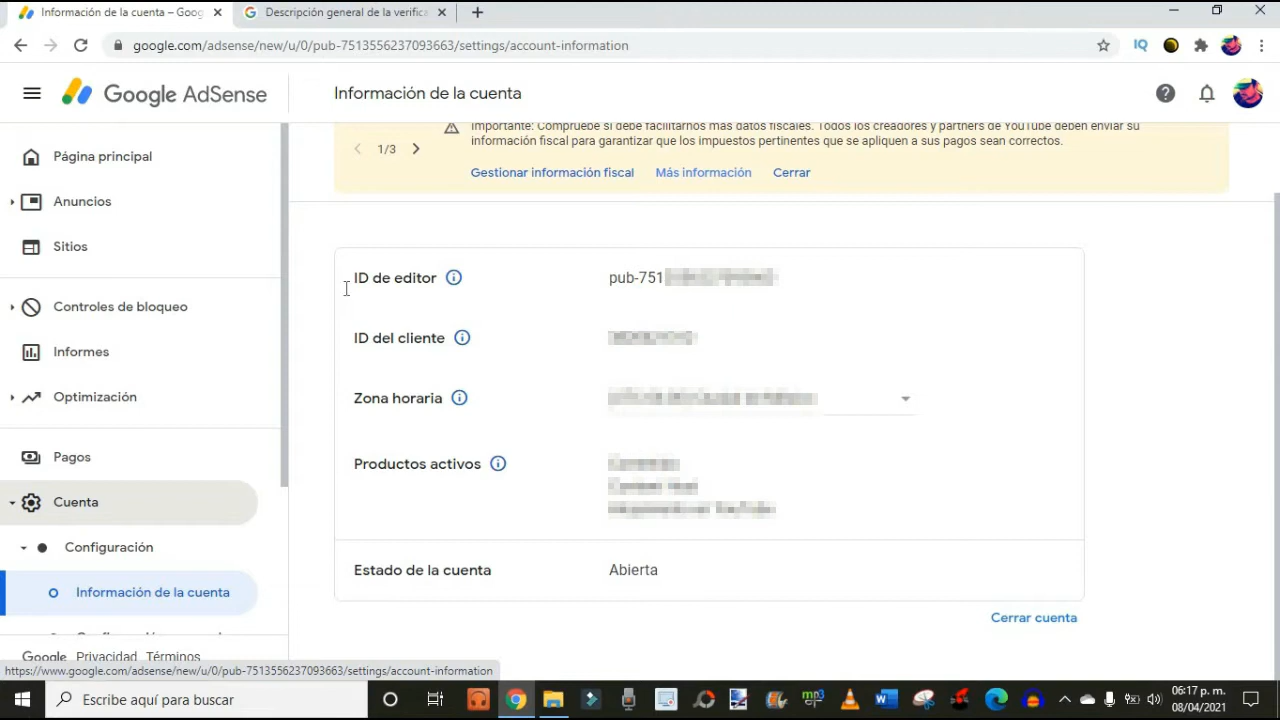 Información de la cuenta – Goog
Descripción general de la verifica
google.com/adsense/new/u/0/pub-7513556237093663/settings/account-information
IQ
Google AdSense
Información de la cuenta
Importante: Compruebe si debe facilitarnos más datos fiscales. Todos los creadores y partners de YouTube deben enviar su
información fiscal para garantizar que los impuestos pertinentes que se apliquen a sus pagos sean correctos.
1/3
Gestionar información fiscal Más información Cerrar
Página principal
Anuncios
Sitios
Controles de bloqueo
Informes
Optimización
Pagos
Cuenta
Configuración
Información de la cuenta
Google Privacidad Términos
ID de editor pub-751
ID del cliente
Zona horaria
Productos activos
Estado de la cuenta Abierta
Cerrar cuenta
https://www.google.com/adsense/new/u/0/pub-7513556237093663/settings/account-information
Escribe aquí para buscar
mp3
06:17 p. m.
08/04/2021